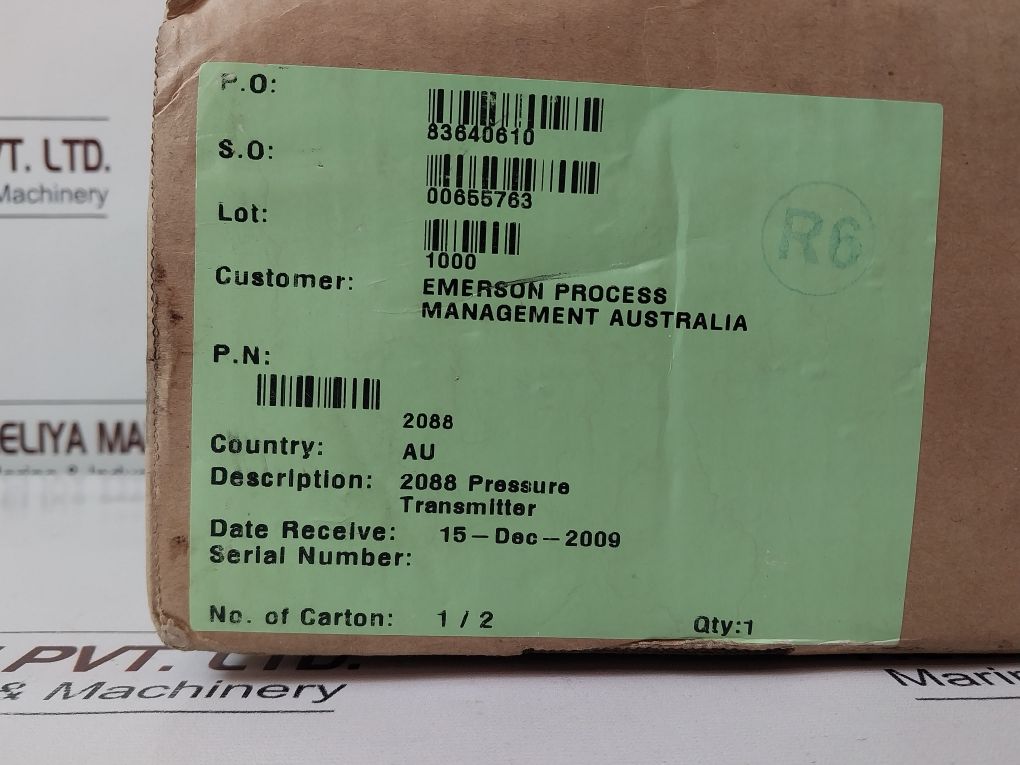 P.O:
83640610
S.O:
00655763
Lot:
1000
Customer: EMERSON PROCESS
MANAGEMENT AUSTRALIA
P.N:
2088
Country: AU
Description: 2088 Pressure
Transmitter
Date Receive: 15-Dec-2009
Serial Number:
No. of Carton: 1 / 2 Qty:1
R6
VT. LTD.
Machinery
ELIYA MA
PVT. LTD.
& Machinery
Marin